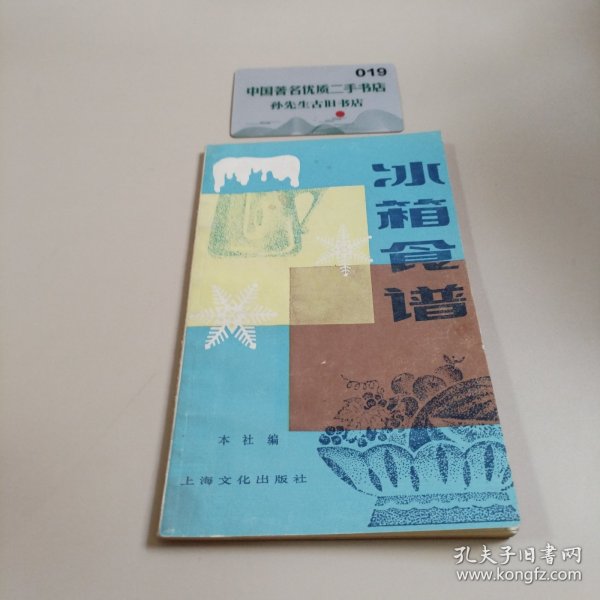 019
中国著名优质二手书店
孙先生古旧书店
冰箱食谱
本社编
上海文化出版社
孔夫子旧书网
www.kongfz.com